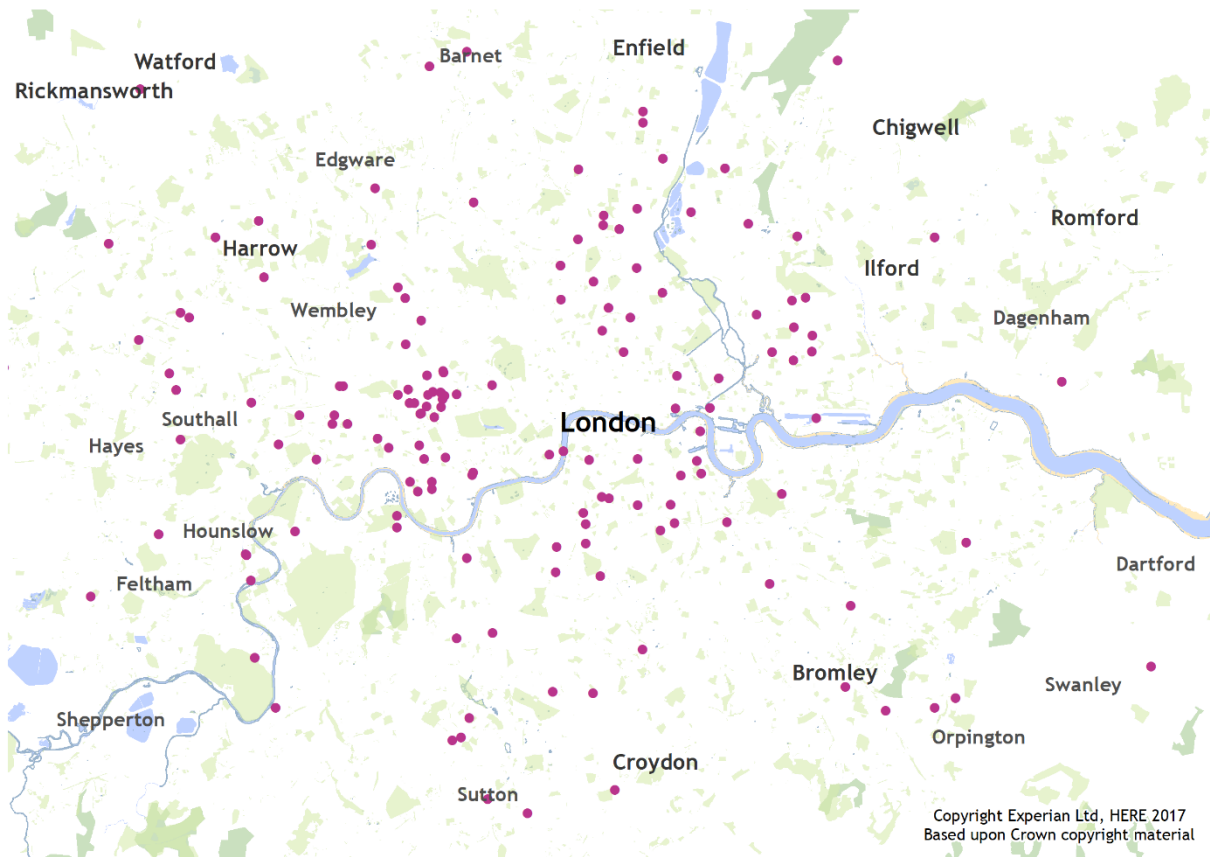 Barnet
Enfield
Watford
Rickmansworth
Chigwell
Edgware
Romford
Harrow
Ilford
Wembley
Dagenham
Southall
London
Hayes
Hounslow
Dartford
Feltham
Bromley
Swanley
Shepperton
Orpington
Croydon
Sutton
Copyright Experian Ltd, HERE 2017
Based upon Crown copyright material